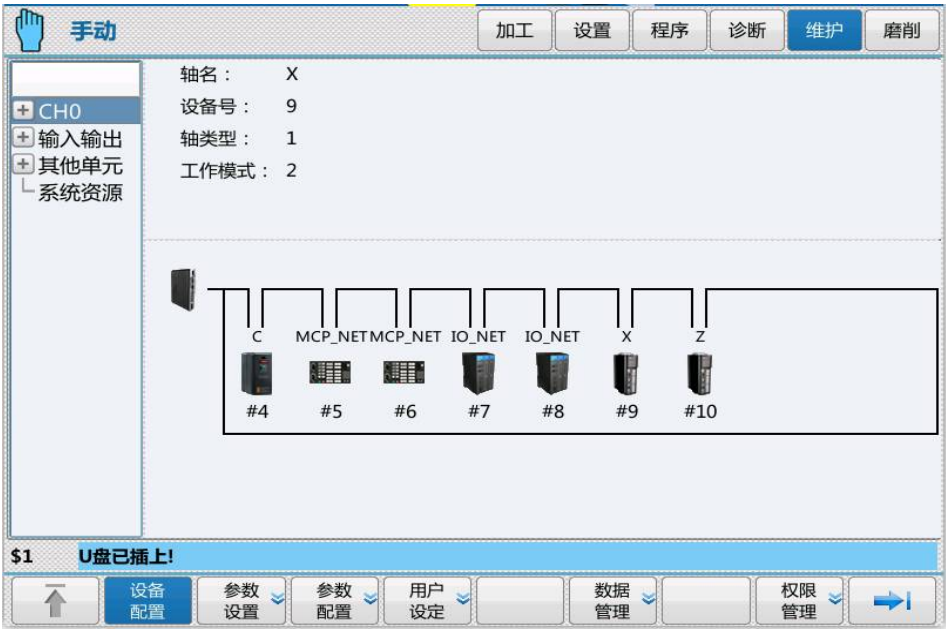 手动
加工
设置
程序
诊断
维护
磨削
CH0
输入输出
其他单元
系统资源
轴名： X
设备号： 9
轴类型： 1
工作模式： 2
C MCP_NET MCP_NET IO_NET IO_NET X Z
#4 #5 #6 #7 #8 #9 #10
$1 U盘已插上!
设备
配置
参数
设置
参数
配置
用户
设定
数据
管理
权限
管理